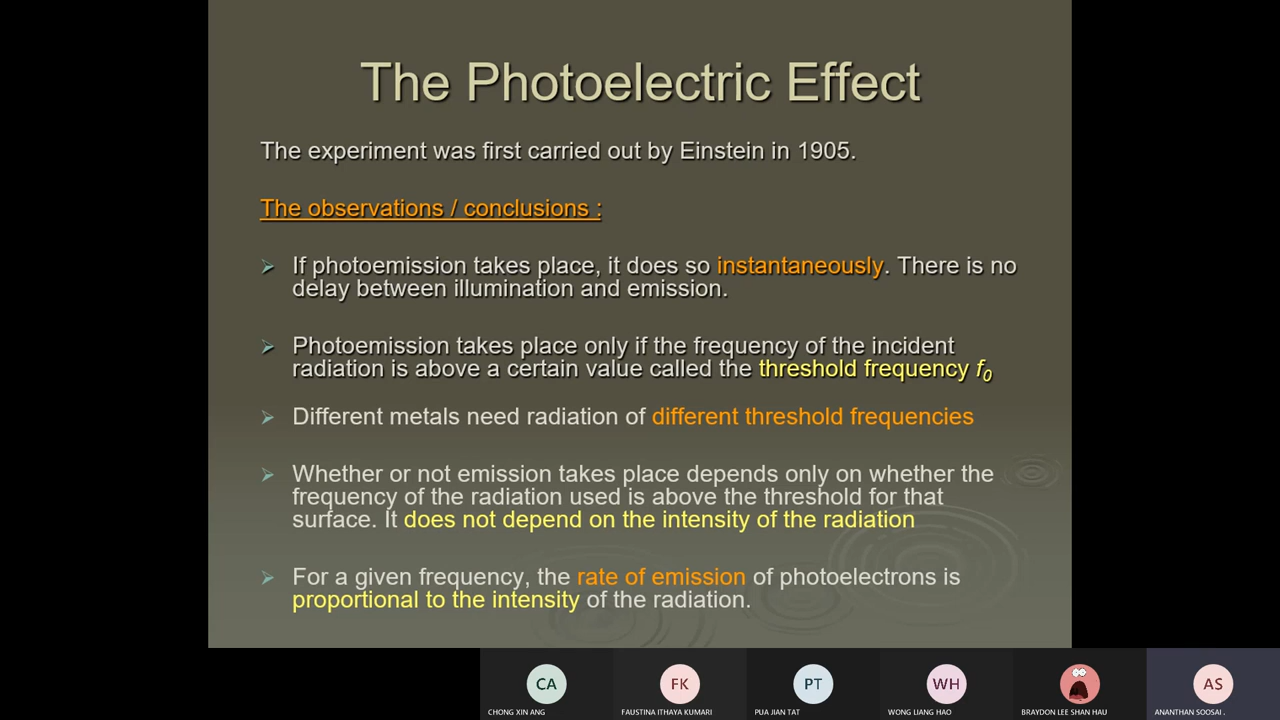 The Photoelectric Effect
The experiment was first carried out by Einstein in 1905.
The observations / conclusions :
If photoemission takes place, it does so instantaneously. There is no
delay between illumination and emission.
Photoemission takes place only if the frequency of the incident
radiation is above a certain value called the threshold frequency f0
Different metals need radiation of different threshold frequencies
Whether or not emission takes place depends only on whether the
frequency of the radiation used is above the threshold for that
surface. It does not depend on the intensity of the radiation
For a given frequency, the rate of emission of photoelectrons is
proportional to the intensity of the radiation.
CA FK PT WH AS
CHONG XIN ANG FAUSTINA ITHAYA KUMARI PUA JIAN TAT WONG LIANG HAO BRAYDON LEE SHAN HAU ANANTHAN SOOSAI .